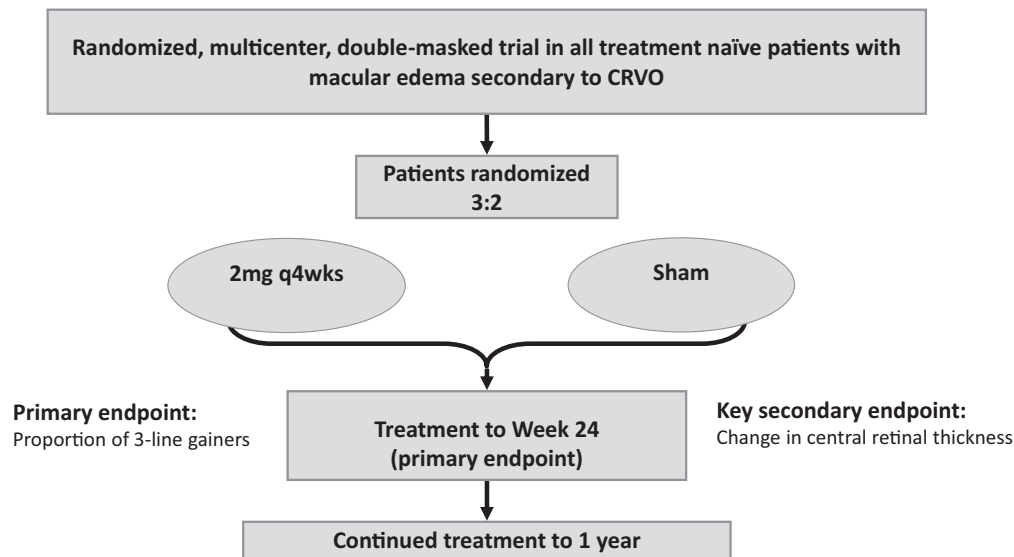 Randomized, multicenter, double-masked trial in all treatment naïve patients with
macular edema secondary to CRVO
Patients randomized
3:2
2mg q4wks
Sham
Primary endpoint:
Proportion of 3-line gainers
Treatment to Week 24
(primary endpoint)
Key secondary endpoint:
Change in central retinal thickness
Continued treatment to 1 year